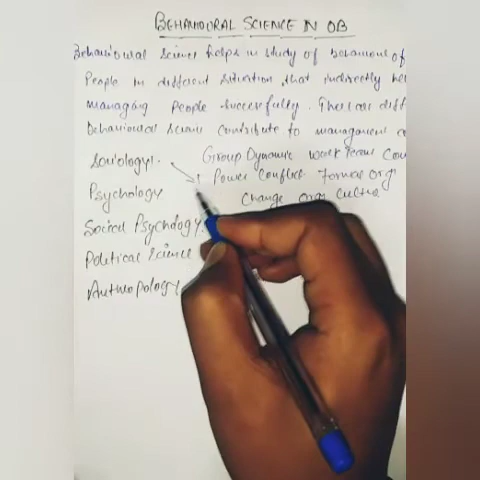 BEHAVIOURAL SCIENCE IN OB
Behavioural Science helps in study of behaviour of
People in different situation, that indirectly he
managing People Successfully. There are diff
Behavioural Science contribute to management
Sociology. Group Dynamic work Team Cou
Power Conflict Formal Org
Psychology Change Org Culture
Social Psychology.
Political Science
Anthropology